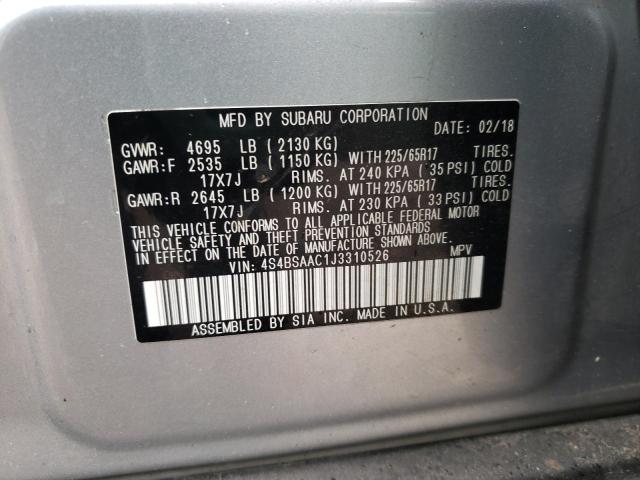 MFD BY SUBARU CORPORATION
DATE: 02/18
GVWR: 4695 LB ( 2130 KG)
GAWR:F 2535 LB ( 1150 KG) WITH 225/65R17 TIRES.
17X7J RIMS. AT 240 KPA ( 35 PSI) COLD
GAWR:R 2645 LB ( 1200 KG) WITH 225/65R17 TIRES.
17X7J RIMS. AT 230 KPA ( 33 PSI) COLD
THIS VEHICLE CONFORMS TO ALL APPLICABLE FEDERAL MOTOR
VEHICLE SAFETY AND THEFT PREVENTION STANDARDS
IN EFFECT ON THE DATE OF MANUFACTURE SHOWN ABOVE.
VIN: 4S4BSAAC1J3310526 MPV
ASSEMBLED BY SIA INC. MADE IN U.S.A.